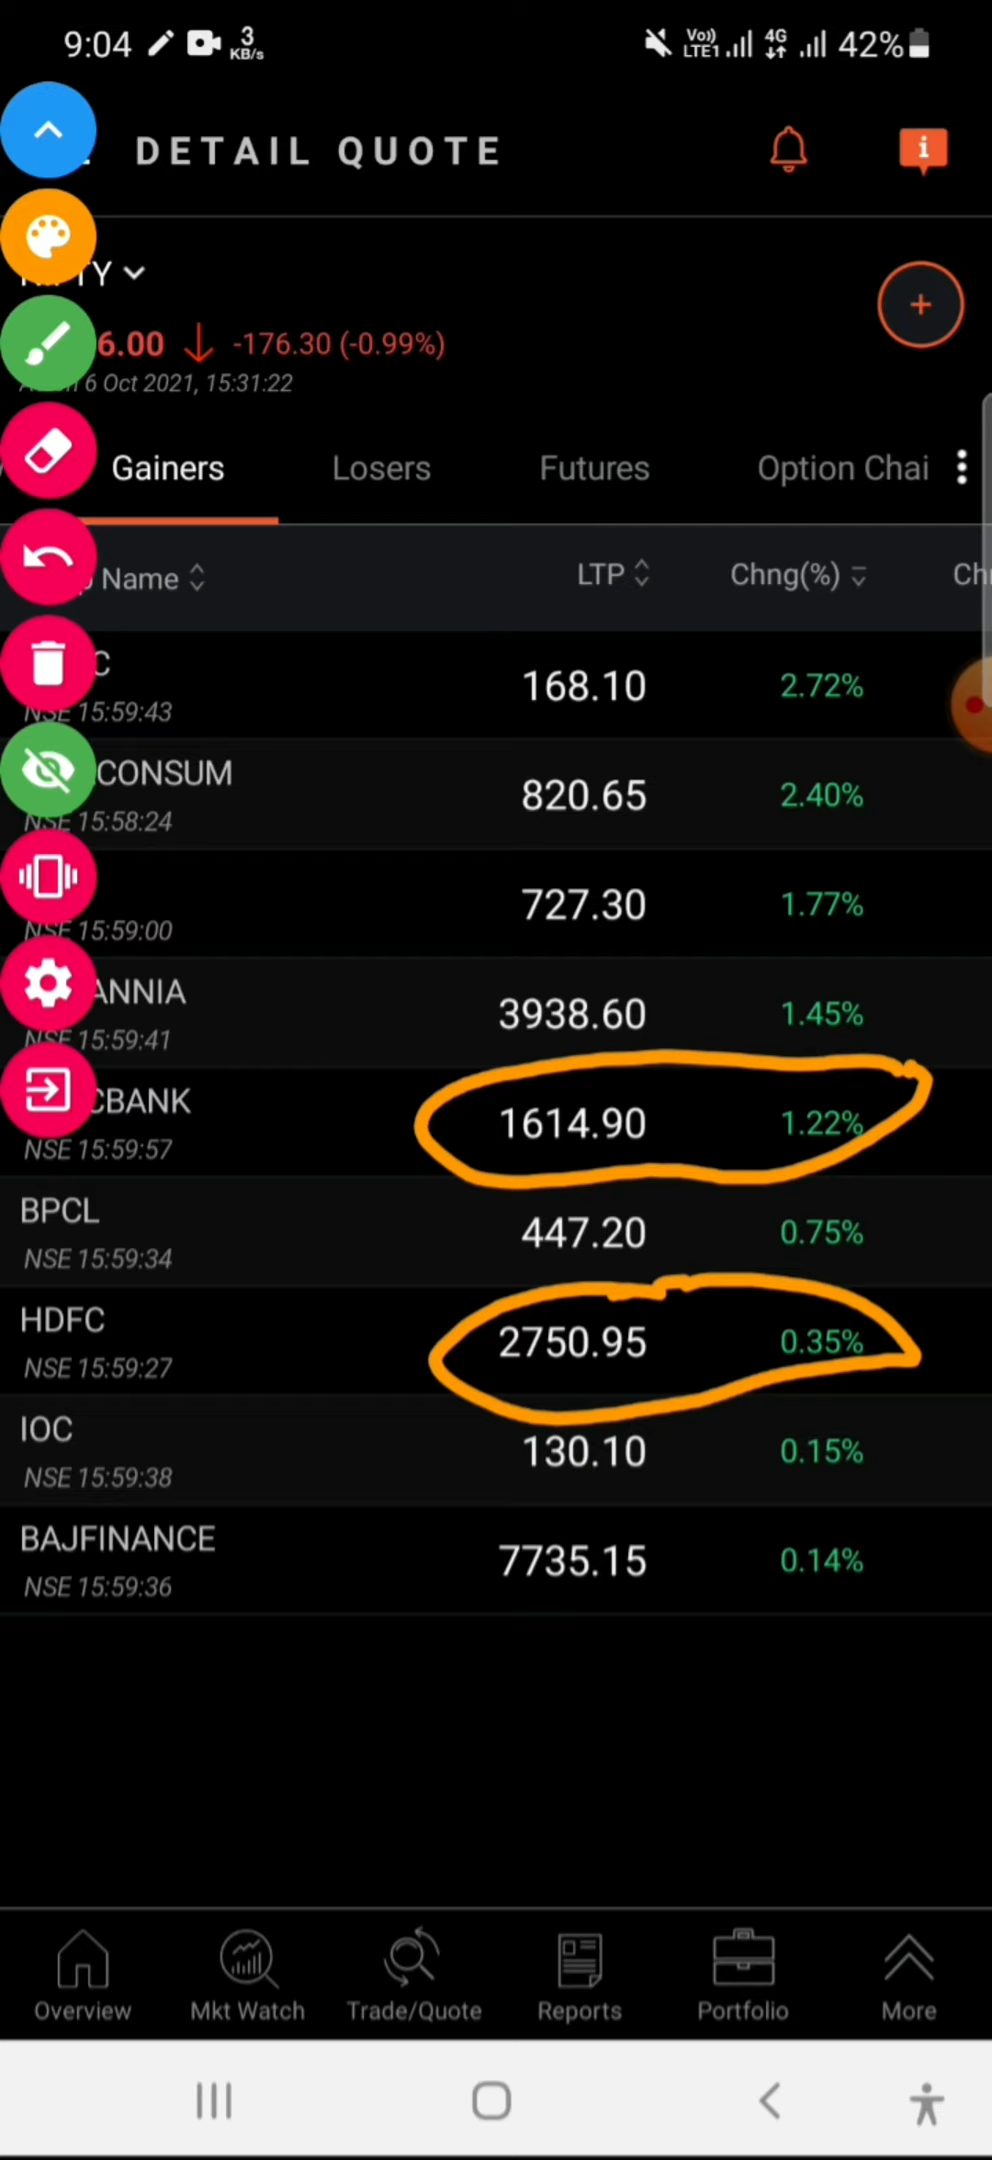 9:04 3 KB/s Vo)) LTE1 4G 42%
DETAIL QUOTE
6.00 -176.30 (-0.99%)
6 Oct 2021, 15:31:22
Gainers Losers Futures Option Chai
Name LTP Chng(%) Ch
C 168.10 2.72%
NSE 15:59:43
CONSUM 820.65 2.40%
NSE 15:58:24
727.30 1.77%
NSE 15:59:00
ANNIA 3938.60 1.45%
NSE 15:59:41
CBANK 1614.90 1.22%
NSE 15:59:57
BPCL 447.20 0.75%
NSE 15:59:34
HDFC 2750.95 0.35%
NSE 15:59:27
IOC 130.10 0.15%
NSE 15:59:38
BAJFINANCE 7735.15 0.14%
NSE 15:59:36
Overview Mkt Watch Trade/Quote Reports Portfolio More